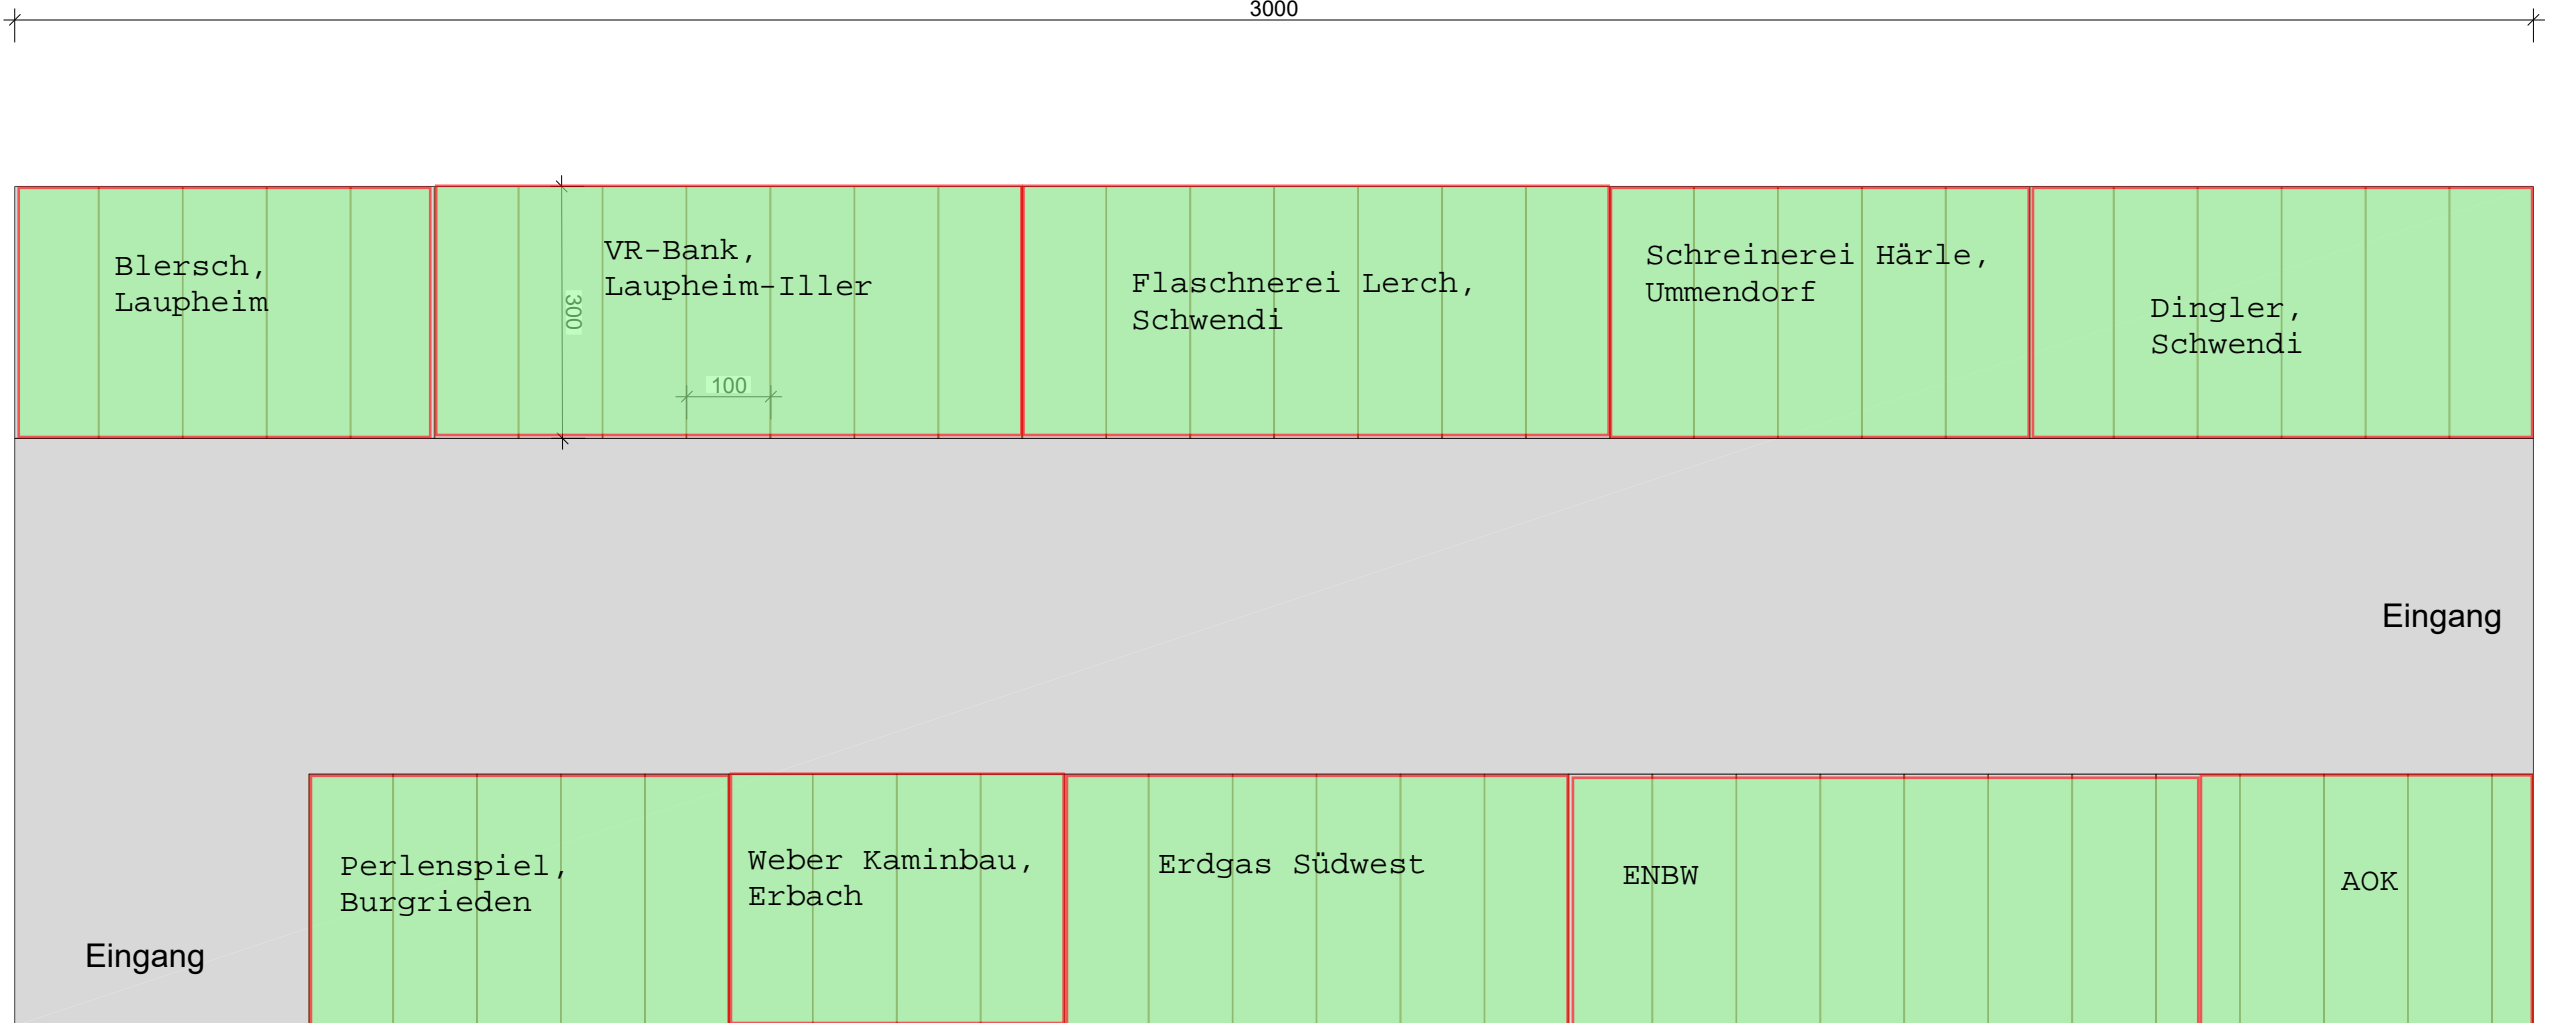 3000
Blersch,
Laupheim
VR-Bank,
Laupheim-Iller
300
100
Flaschnerei Lerch,
Schwendi
Schreinerei Härle,
Ummendorf
Dingler,
Schwendi
Eingang
Perlenspiel,
Burgrieden
Weber Kaminbau,
Erbach
Erdgas Südwest
ENBW
AOK
Eingang